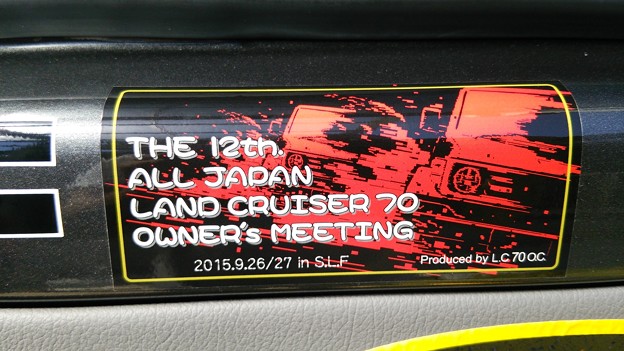 THE 12th.
ALL JAPAN
LAND CRUISER 70
OWNER's MEETING
2015.9.26/27 in S.L.F
Produced by L.C 70 O.C.